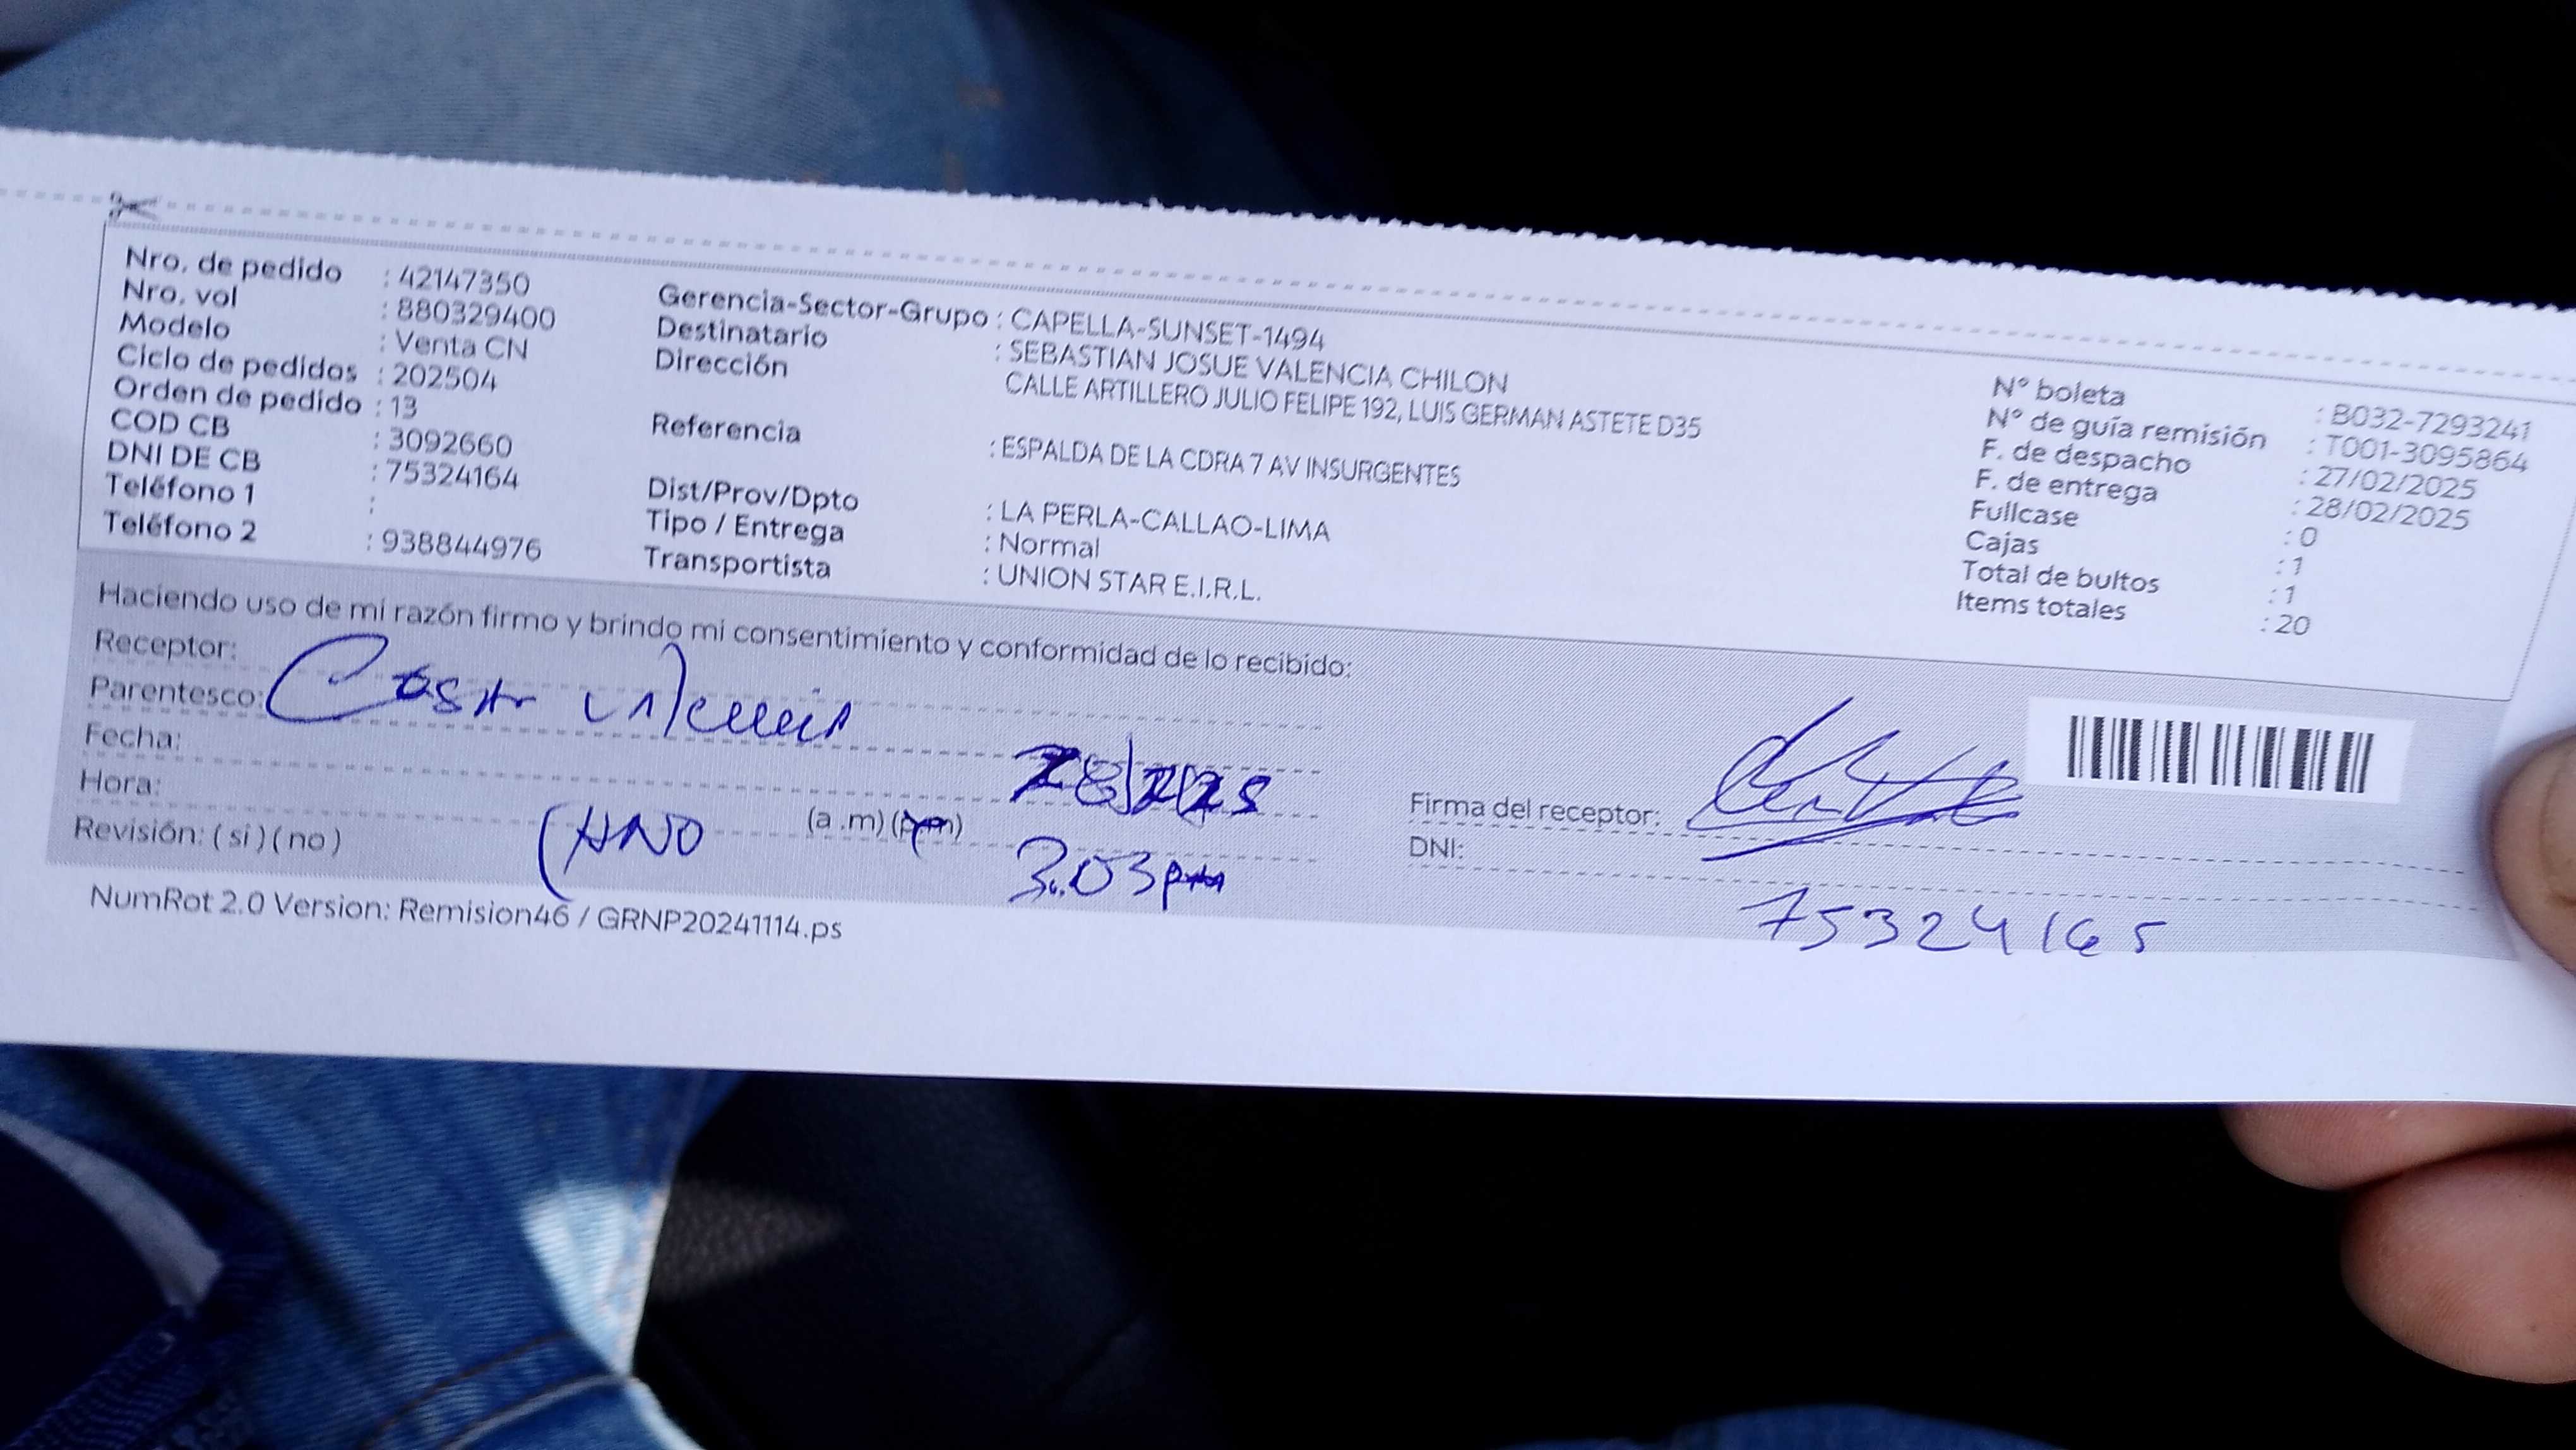 Nro. de pedido : 42147350
Nro. vol : 880329400
Modelo : Venta CN
Ciclo de pedidos : 202504
Orden de pedido : 13
COD CB : 3092660
DNI DE CB : 75324164
Teléfono 1 :
Teléfono 2 : 938844976
Gerencia-Sector-Grupo : CAPELLA-SUNSET-1494
Destinatario : SEBASTIAN JOSUE VALENCIA CHILON
Dirección CALLE ARTILLERO JULIO FELIPE 192, LUIS GERMAN ASTETE D35
Referencia : ESPALDA DE LA CDRA 7 AV INSURGENTES
Dist/Prov/Dpto : LA PERLA-CALLAO-LIMA
Tipo / Entrega : Normal
Transportista : UNION STAR E.I.R.L.
N° boleta : B032-7293241
N° de guía remisión : T001-3095864
F. de despacho : 27/02/2025
F. de entrega : 28/02/2025
Fullcase : 0
Cajas : 1
Total de bultos : 1
Items totales : 20
Haciendo uso de mi razón firmo y brindo mi consentimiento y conformidad de lo recibido:
Receptor:
Parentesco:
Fecha:
Hora: (a .m) (p.m)
3.03pm
Revisión: ( si ) ( no )
Firma del receptor:
DNI:
75324165
NumRot 2.0 Version: Remision46 / GRNP20241114.ps